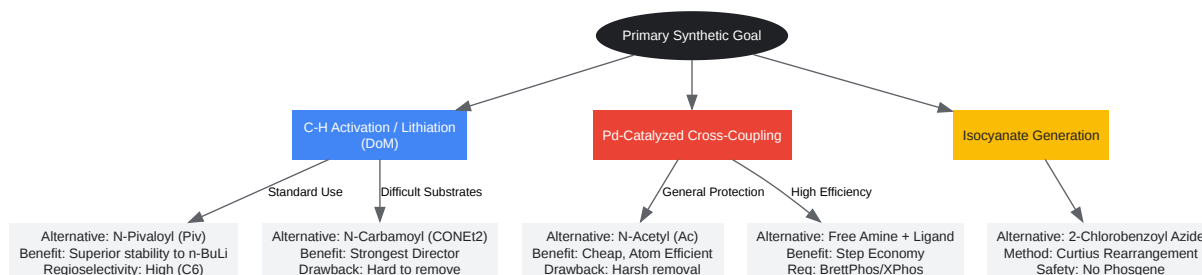 Primary Synthetic Goal
C-H Activation / Lithiation
(DoM)
Pd-Catalyzed Cross-Coupling
Isocyanate Generation
Standard Use
Difficult Substrates
General Protection
High Efficiency
Alternative: N-Pivaloyl (Piv)
Benefit: Superior stability to n-BuLi
Regioselectivity: High (C6)
Alternative: N-Carbamoyl (CONEt2)
Benefit: Strongest Director
Drawback: Hard to remove
Alternative: N-Acetyl (Ac)
Benefit: Cheap, Atom Efficient
Drawback: Harsh removal
Alternative: Free Amine + Ligand
Benefit: Step Economy
Req: BrettPhos/XPhos
Alternative: 2-Chlorobenzoyl Azide
Method: Curtius Rearrangement
Safety: No Phosgene